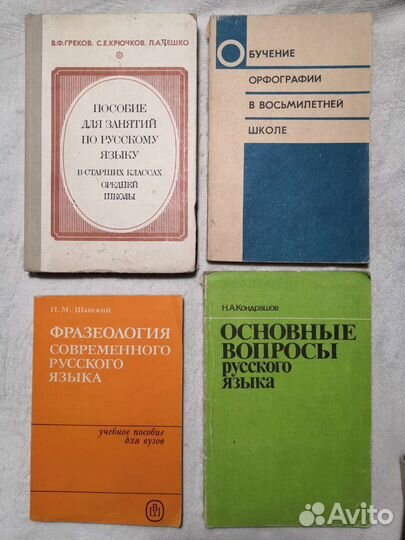 В.Ф.ГРЕКОВ, С.Е.КРЮЧКОВ, Л.А.ЧЕШКО
ПОСОБИЕ
ДЛЯ ЗАНЯТИЙ
ПО РУССКОМУ
ЯЗЫКУ
В СТАРШИХ КЛАССАХ
СРЕДНЕЙ
ШКОЛЫ
ОБУЧЕНИЕ
ОРФОГРАФИИ
В ВОСЬМИЛЕТНЕЙ
ШКОЛЕ
Н. М. Шанский
ФРАЗЕОЛОГИЯ
СОВРЕМЕННОГО
РУССКОГО
ЯЗЫКА
учебное пособие
для вузов
ВШ
Н.А.Кондрашов
ОСНОВНЫЕ
ВОПРОСЫ
русского
языка
Avito